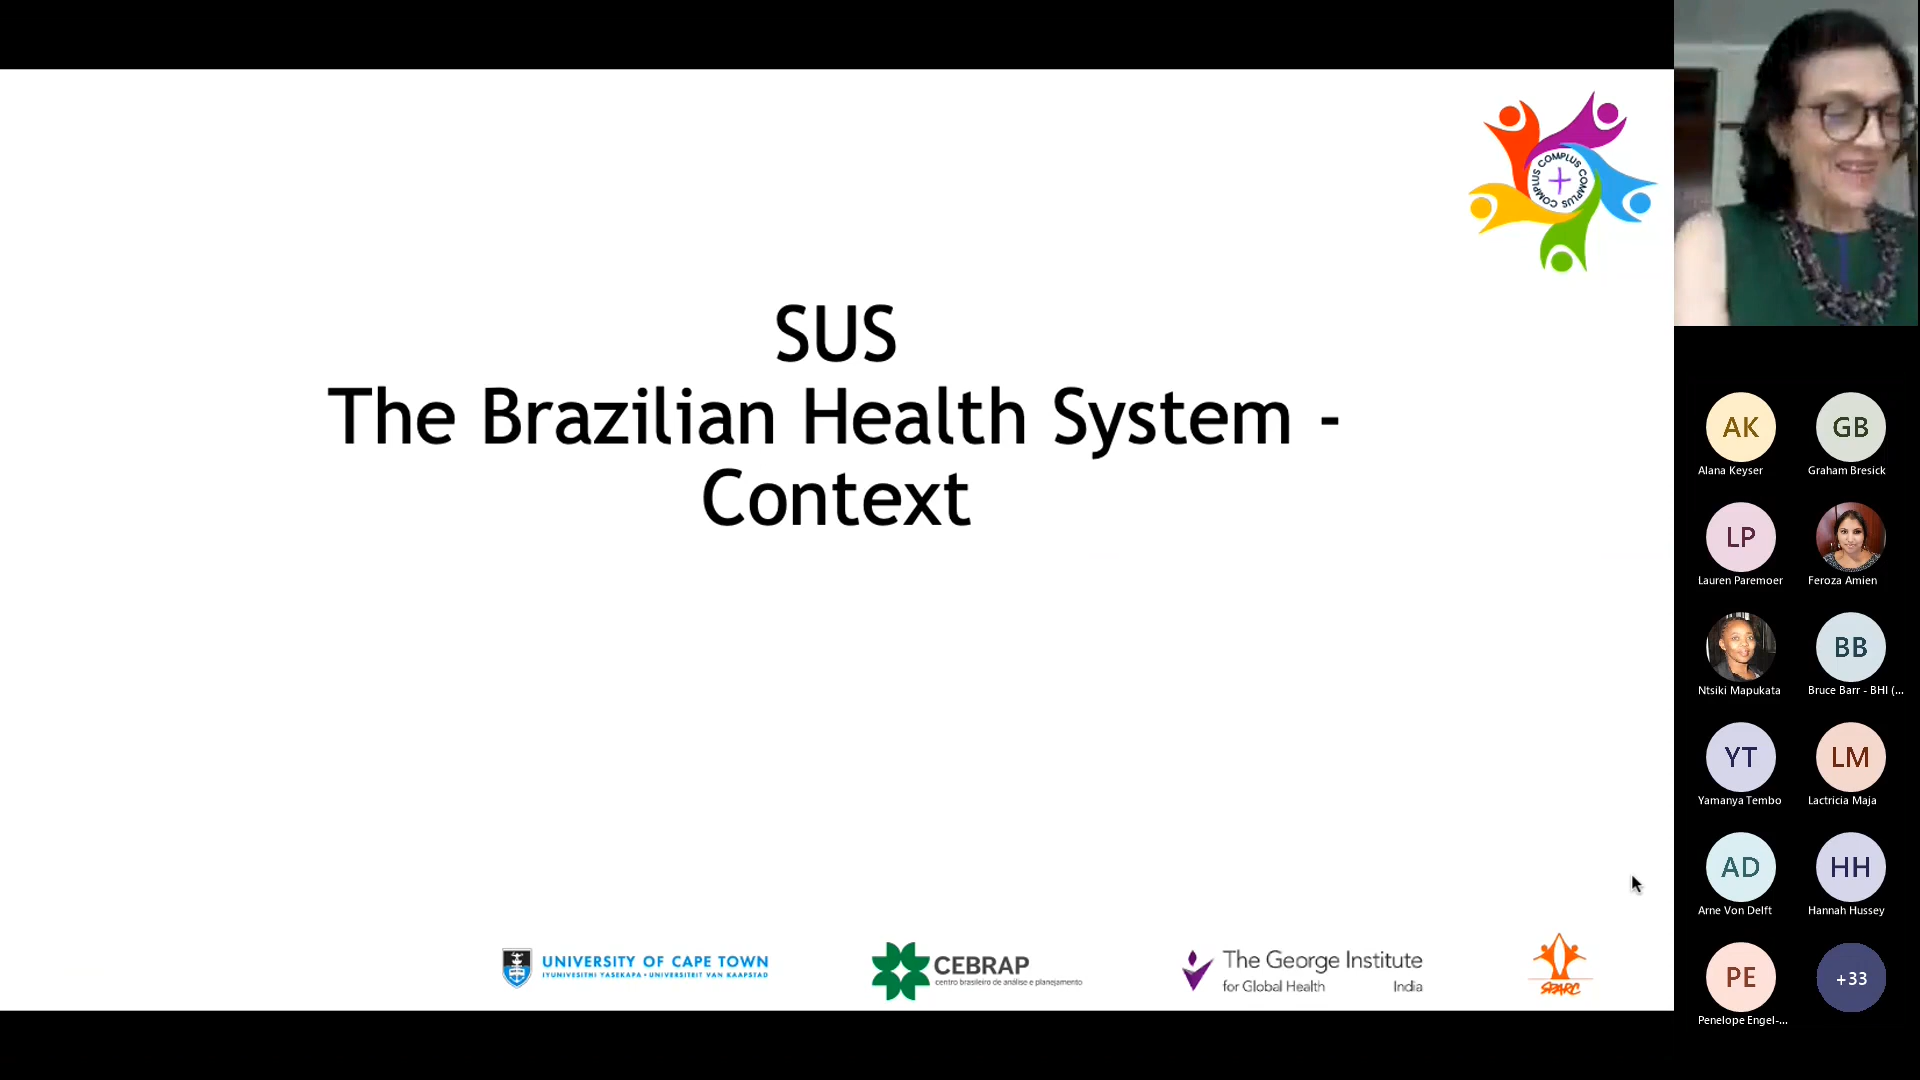 SUS
The Brazilian Health System -
Context
COMPLUS COMPLUS COMPLUS
UNIVERSITY OF CAPE TOWN
IYUNIVESITHI YASEKAPA • UNIVERSITEIT VAN KAAPSTAD
CEBRAP
centro brasileiro de análise e planejamento
The George Institute
for Global Health India
SPARC
AK
Alana Keyser
GB
Graham Bresick
LP
Lauren Paremoer
Feroza Amien
Ntsiki Mapukata
BB
Bruce Barr - BHI (...
YT
Yamanya Tembo
LM
Lactricia Maja
AD
Arne Von Delft
HH
Hannah Hussey
PE
Penelope Engel-...
+33